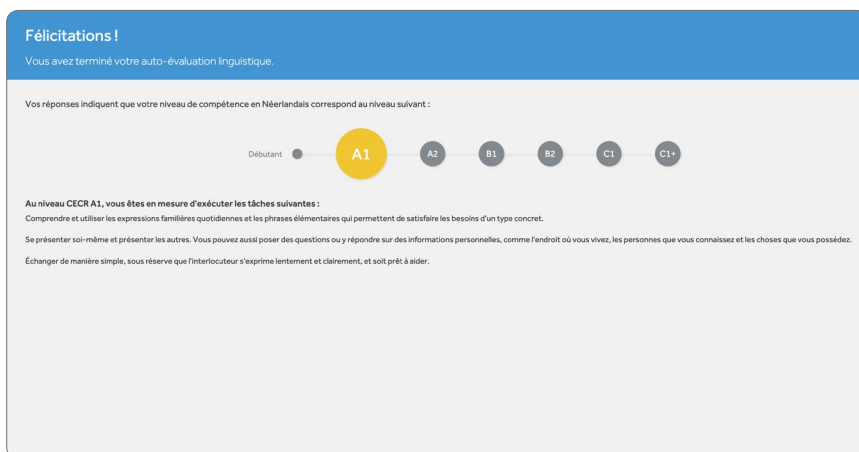 Félicitations !
Vous avez terminé votre auto-évaluation linguistique.
Vos réponses indiquent que votre niveau de compétence en Néerlandais correspond au niveau suivant :
Débutant A1 A2 B1 B2 C1 C1+
Au niveau CECR A1, vous êtes en mesure d'exécuter les tâches suivantes :
Comprendre et utiliser les expressions familières quotidiennes et les phrases élémentaires qui permettent de satisfaire les besoins d'un type concret.
Se présenter soi-même et présenter les autres. Vous pouvez aussi poser des questions ou y répondre sur des informations personnelles, comme l'endroit où vous vivez, les personnes que vous connaissez et les choses que vous possédez.
Échanger de manière simple, sous réserve que l'interlocuteur s'exprime lentement et clairement, et soit prêt à aider.